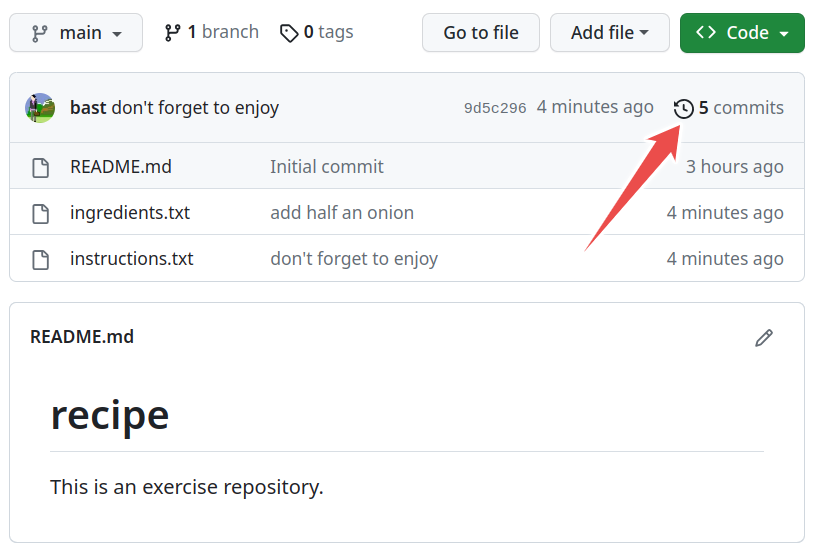 main 1 branch 0 tags Go to file Add file Code
bast don't forget to enjoy 9d5c296 4 minutes ago 5 commits
README.md Initial commit 3 hours ago
ingredients.txt add half an onion 4 minutes ago
instructions.txt don't forget to enjoy 4 minutes ago
README.md
recipe
This is an exercise repository.